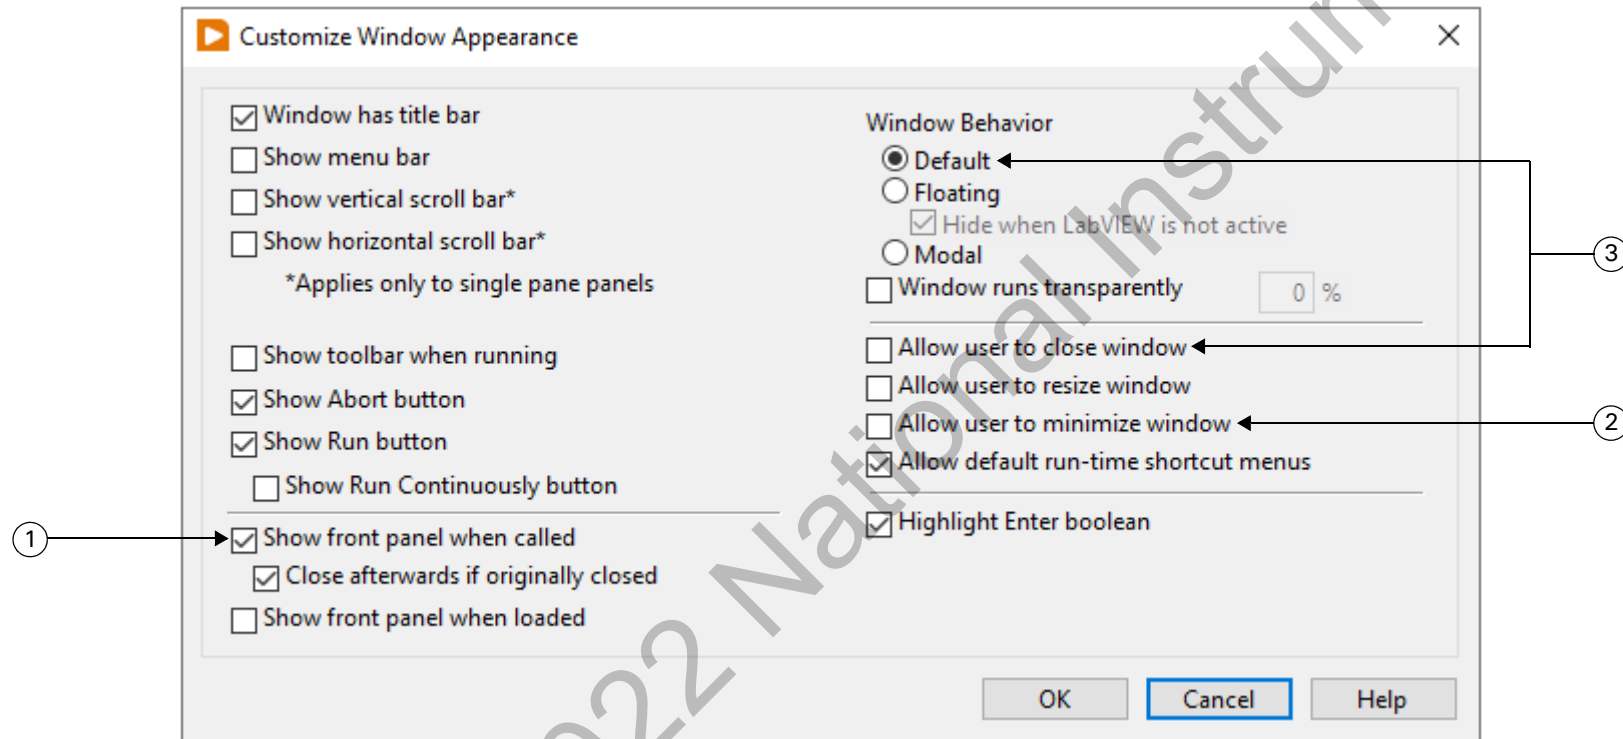 Customize Window Appearance
Window has title bar
Show menu bar
Show vertical scroll bar*
Show horizontal scroll bar*
*Applies only to single pane panels
Show toolbar when running
Show Abort button
Show Run button
Show Run Continuously button
1
Show front panel when called
Close afterwards if originally closed
Show front panel when loaded
Window Behavior
Default
Floating
Hide when LabVIEW is not active
Modal
Window runs transparently
0 %
3
Allow user to close window
Allow user to resize window
Allow user to minimize window
2
Allow default run-time shortcut menus
Highlight Enter boolean
OK
Cancel
Help
2022 National Instrum